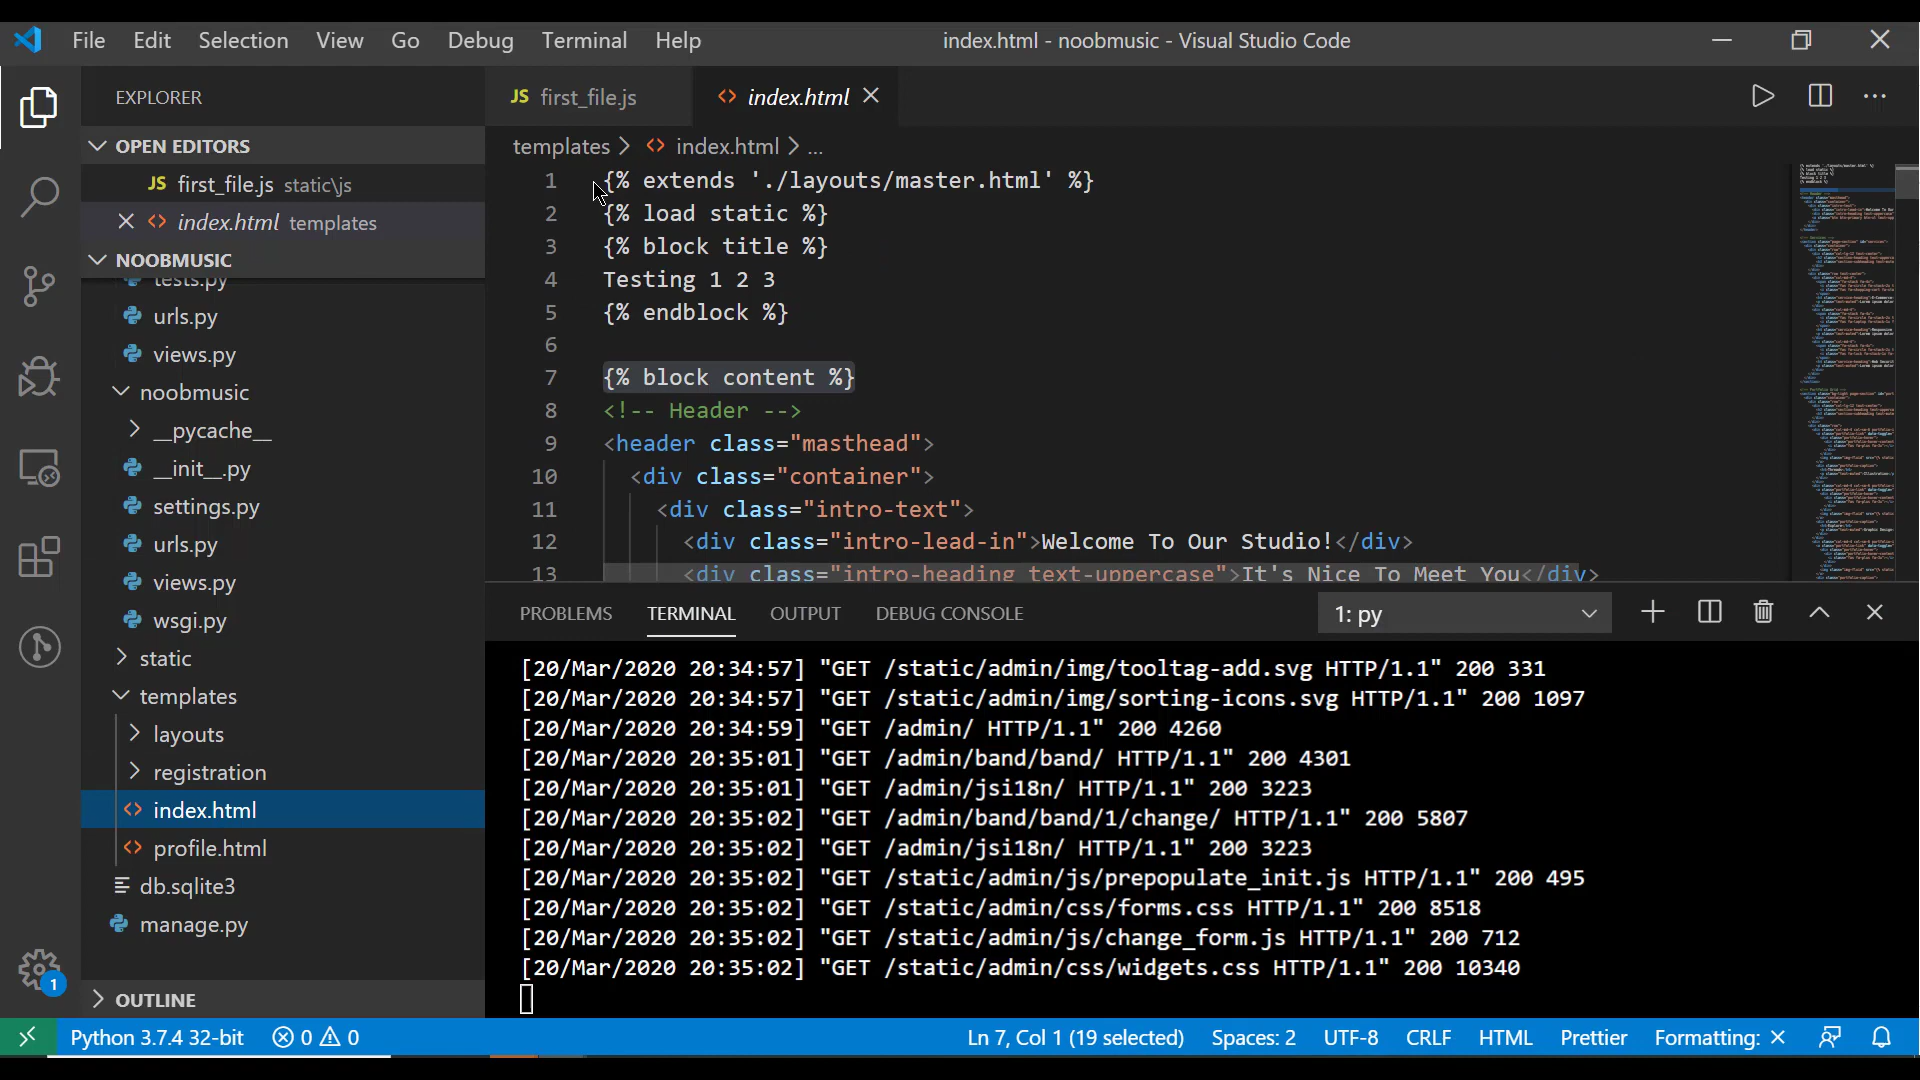 File Edit Selection View Go Debug Terminal Help
index.html - noobmusic - Visual Studio Code
EXPLORER
OPEN EDITORS
JS first_file.js static\js
index.html templates
NOOBMUSIC
tests.py
urls.py
views.py
noobmusic
__pycache__
__init__.py
settings.py
urls.py
views.py
wsgi.py
static
templates
layouts
registration
index.html
profile.html
db.sqlite3
manage.py
OUTLINE
1
JS first_file.js
index.html
templates > index.html > ...
1 {% extends './layouts/master.html' %}
2 {% load static %}
3 {% block title %}
4 Testing 1 2 3
5 {% endblock %}
6
7 {% block content %}
8 <!-- Header -->
9 <header class="masthead">
10 <div class="container">
11 <div class="intro-text">
12 <div class="intro-lead-in">Welcome To Our Studio!</div>
13 <div class="intro-heading text-uppercase">It's Nice To Meet You</div>
PROBLEMS TERMINAL OUTPUT DEBUG CONSOLE
1: py
[20/Mar/2020 20:34:57] "GET /static/admin/img/tooltag-add.svg HTTP/1.1" 200 331
[20/Mar/2020 20:34:57] "GET /static/admin/img/sorting-icons.svg HTTP/1.1" 200 1097
[20/Mar/2020 20:34:59] "GET /admin/ HTTP/1.1" 200 4260
[20/Mar/2020 20:35:01] "GET /admin/band/band/ HTTP/1.1" 200 4301
[20/Mar/2020 20:35:01] "GET /admin/jsi18n/ HTTP/1.1" 200 3223
[20/Mar/2020 20:35:02] "GET /admin/band/band/1/change/ HTTP/1.1" 200 5807
[20/Mar/2020 20:35:02] "GET /admin/jsi18n/ HTTP/1.1" 200 3223
[20/Mar/2020 20:35:02] "GET /static/admin/js/prepopulate_init.js HTTP/1.1" 200 495
[20/Mar/2020 20:35:02] "GET /static/admin/css/forms.css HTTP/1.1" 200 8518
[20/Mar/2020 20:35:02] "GET /static/admin/js/change_form.js HTTP/1.1" 200 712
[20/Mar/2020 20:35:02] "GET /static/admin/css/widgets.css HTTP/1.1" 200 10340
Python 3.7.4 32-bit 0 0 Ln 7, Col 1 (19 selected) Spaces: 2 UTF-8 CRLF HTML Prettier Formatting: ×